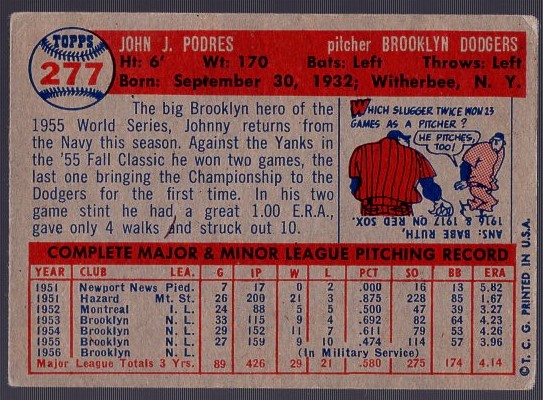 TOPPS
277
JOHN J. PODRES pitcher BROOKLYN DODGERS
Ht: 6' Wt: 170 Bats: Left Throws: Left
Born: September 30, 1932; Witherbee, N. Y.
The big Brooklyn hero of the
1955 World Series, Johnny returns from
the Navy this season. Against the Yanks in
the '55 Fall Classic he won two games, the
last one bringing the Championship to the
Dodgers for the first time. In his two
game stint he had a great 1.00 E.R.A.,
gave only 4 walks and struck out 10.
WHICH SLUGGER TWICE WON 23
GAMES AS A PITCHER?
HE PITCHES,
TOO!
ANS: BABE RUTH,
1916 & 1917 ON RED SOX.
COMPLETE MAJOR & MINOR LEAGUE PITCHING RECORD
YEAR CLUB LEA. G IP W L PCT SO BB ERA
1951 Newport News Pied. 7 17 0 2 .000 16 13 5.82
1951 Hazard Mt. St. 26 200 21 3 .875 228 85 1.67
1952 Montreal I. L. 24 88 5 5 .500 47 39 3.27
1953 Brooklyn N. L. 33 115 9 4 .692 82 64 4.23
1954 Brooklyn N. L. 29 152 11 7 .611 79 53 4.26
1955 Brooklyn N. L. 27 159 9 10 .474 114 57 3.96
1956 Brooklyn N. L. (In Military Service)
Major League Totals 3 Yrs. 89 426 29 21 .580 275 174 4.14
© T. C. G. PRINTED IN U.S.A.